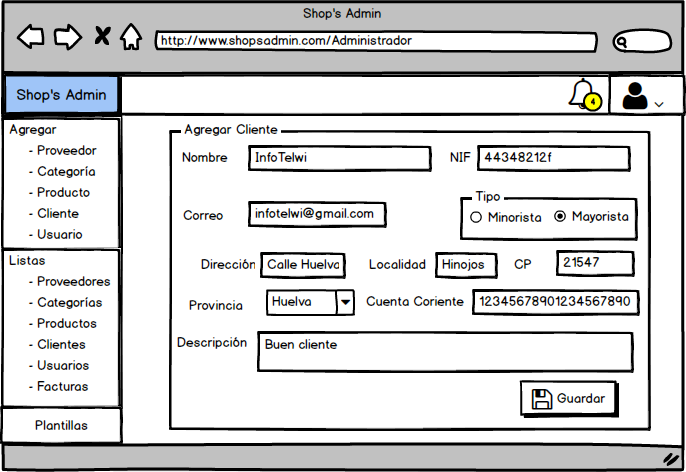 Shop's Admin
http://www.shopsadmin.com/Administrador
Shop's Admin
4
Agregar
- Proveedor
- Categoría
- Producto
- Cliente
- Usuario
Listas
- Proveedores
- Categorías
- Productos
- Clientes
- Usuarios
- Facturas
Plantillas
Agregar Cliente
Nombre InfoTelwi NIF 44348212f
Tipo
Correo infotelwi@gmail.com Minorista Mayorista
Dirección Calle Huelva Localidad Hinojos CP 21547
Provincia Huelva Cuenta Coriente 12345678901234567890
Descripción Buen cliente
Guardar